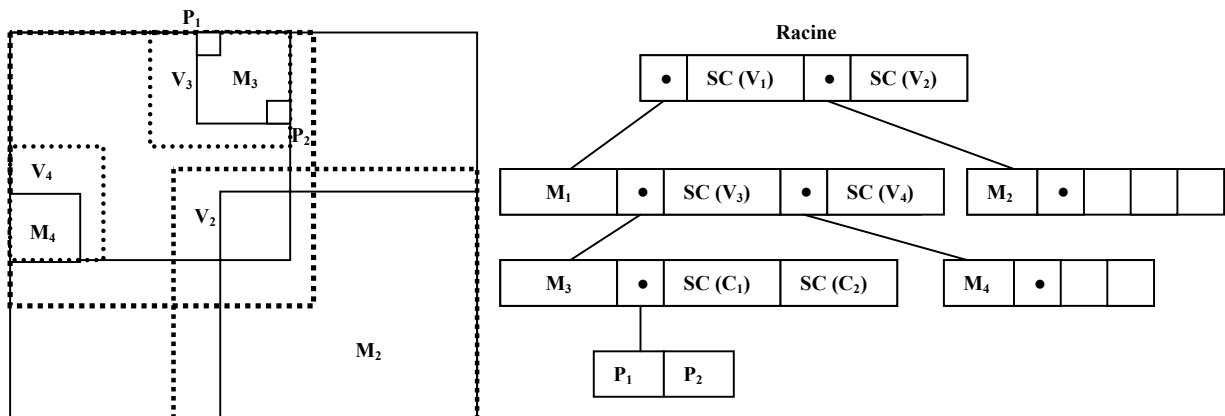 P₁
V₃ M₃
P₂
V₄
M₄
V₂
M₂
Racine
• SC (V₁) • SC (V₂)
M₁ • SC (V₃) • SC (V₄)
M₂ •
M₃ • SC (C₁) SC (C₂)
M₄ •
P₁ P₂